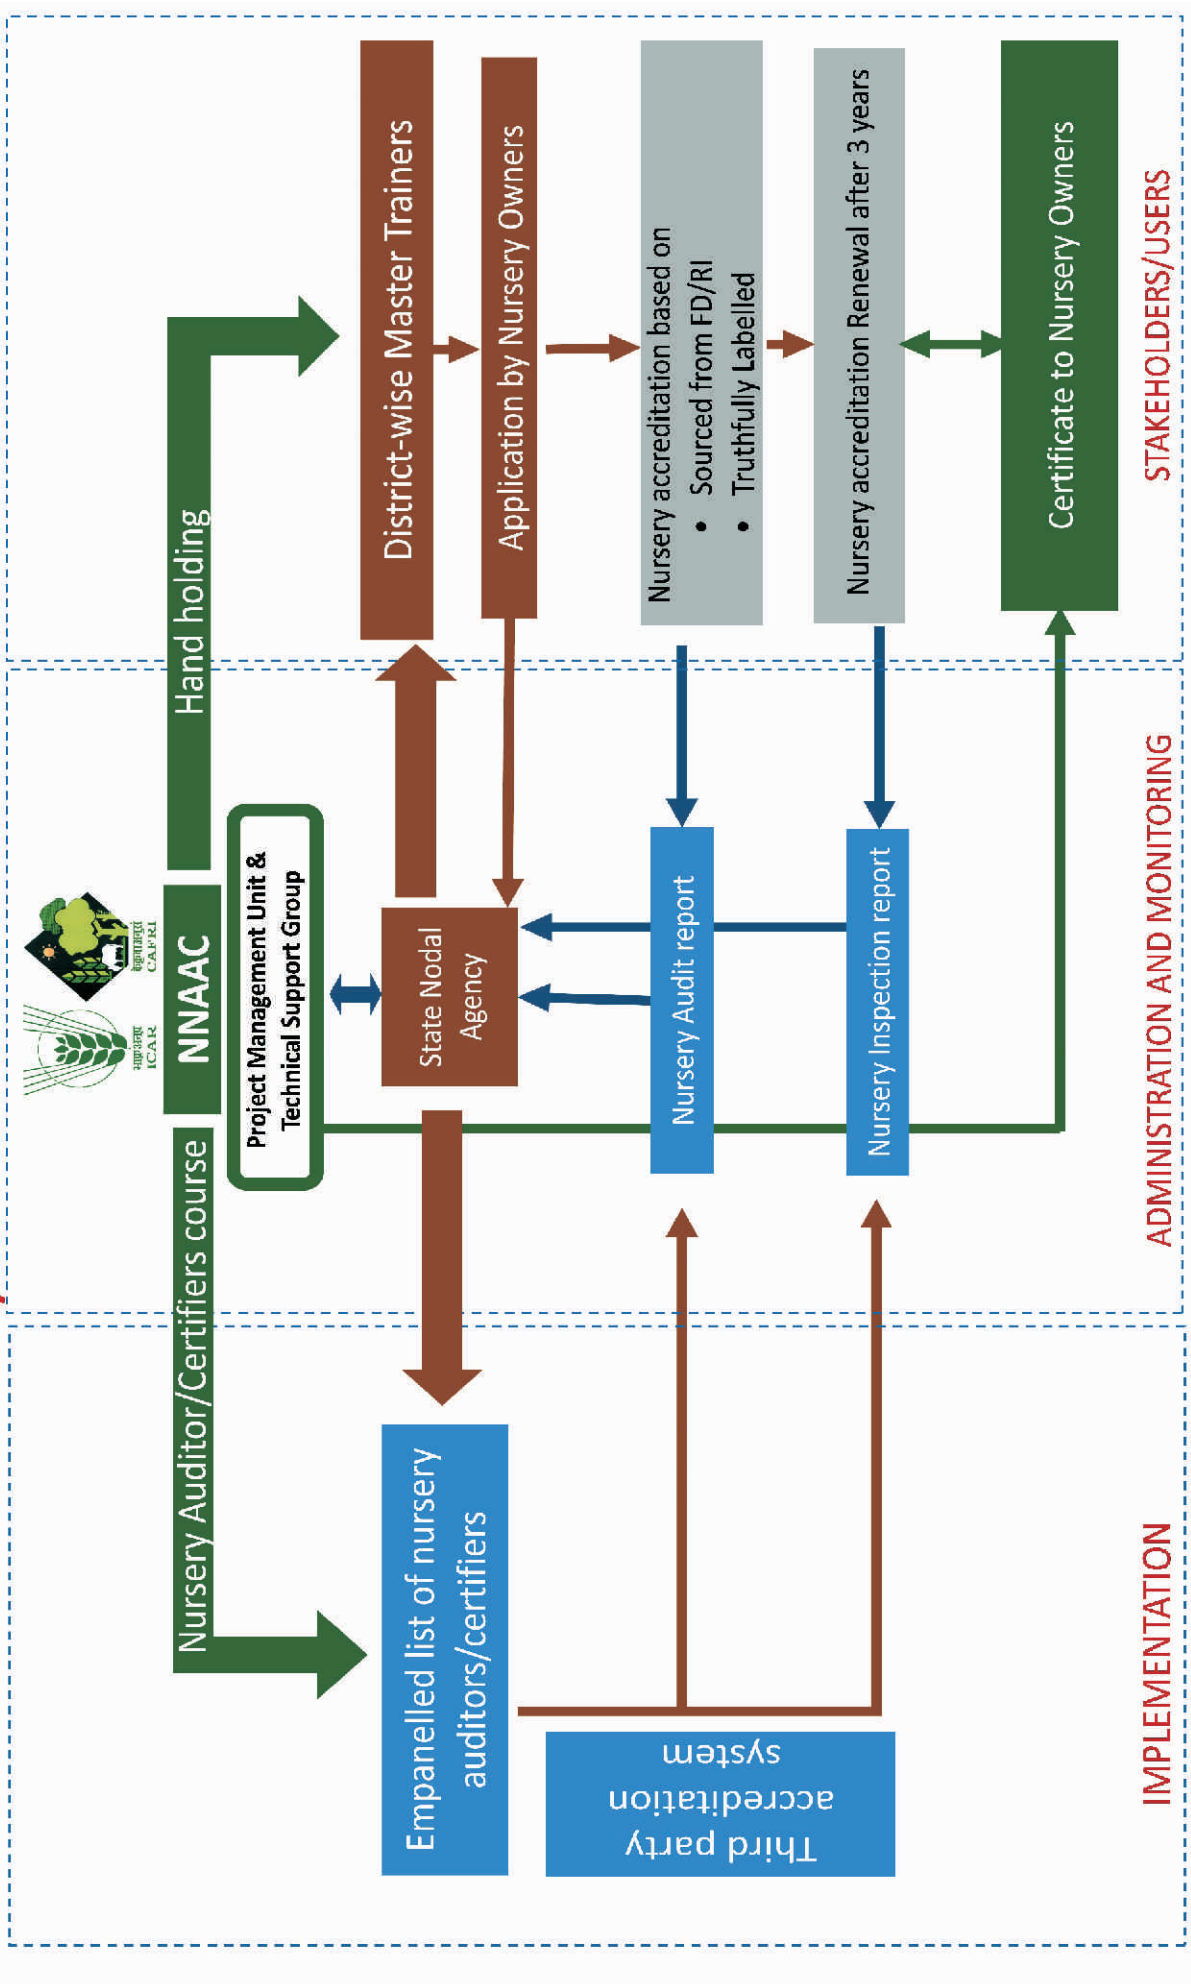 भाकृअनुप
ICAR
केकृवानुसं
CAFRI
NNAAC
Nursery Auditor/Certifiers course
Hand holding
Project Management Unit &
Technical Support Group
Empanelled list of nursery
auditors/certifiers
State Nodal
Agency
District-wise Master Trainers
Application by Nursery Owners
Third party
accreditation
system
Nursery Audit report
Nursery accreditation based on
• Sourced from FD/RI
• Truthfully Labelled
Nursery Inspection report
Nursery accreditation Renewal after 3 years
Certificate to Nursery Owners
IMPLEMENTATION
ADMINISTRATION AND MONITORING
STAKEHOLDERS/USERS